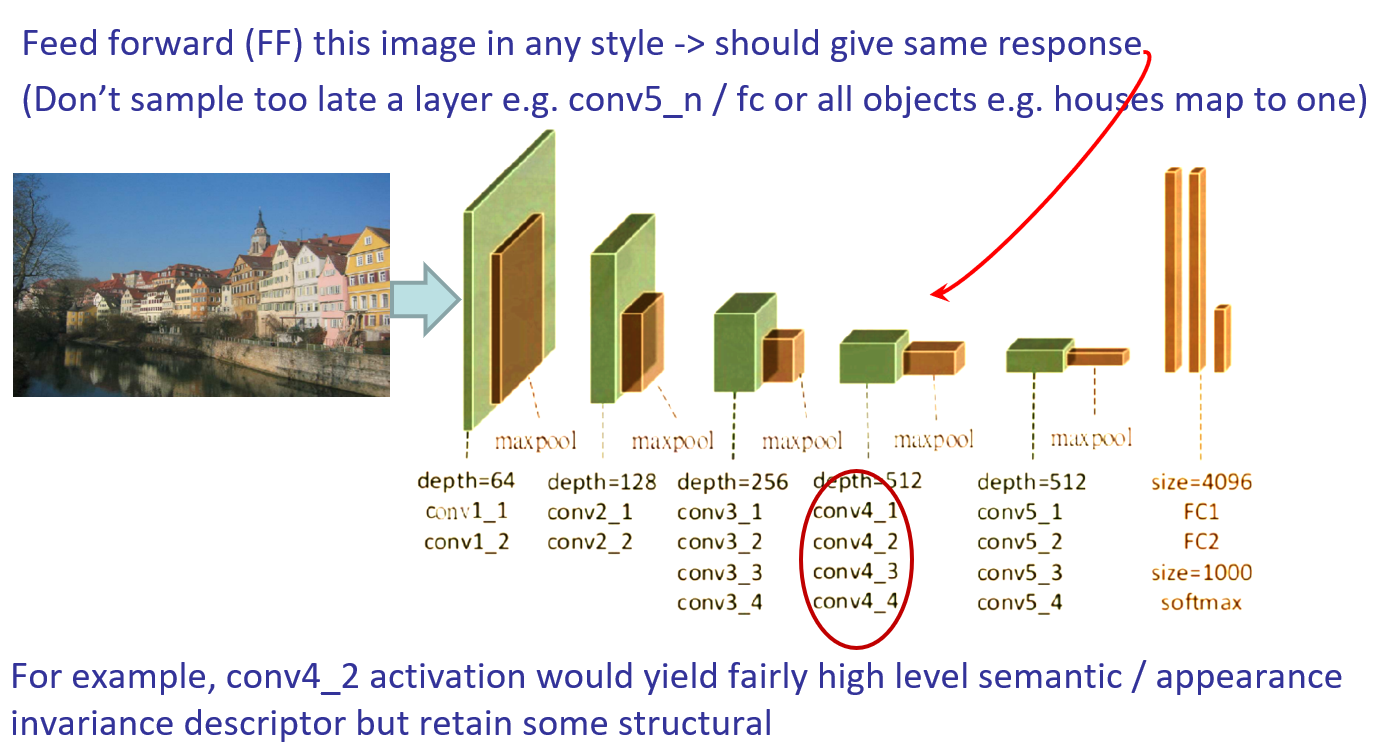 Feed forward (FF) this image in any style -> should give same response.
(Don’t sample too late a layer e.g. conv5_n / fc or all objects e.g. houses map to one)
maxpool maxpool maxpool maxpool maxpool
depth=64 depth=128 depth=256 depth=512 depth=512 size=4096
conv1_1 conv2_1 conv3_1 conv4_1 conv5_1 FC1
conv1_2 conv2_2 conv3_2 conv4_2 conv5_2 FC2
conv3_3 conv4_3 conv5_3 size=1000
conv3_4 conv4_4 conv5_4 softmax
For example, conv4_2 activation would yield fairly high level semantic / appearance
invariance descriptor but retain some structural